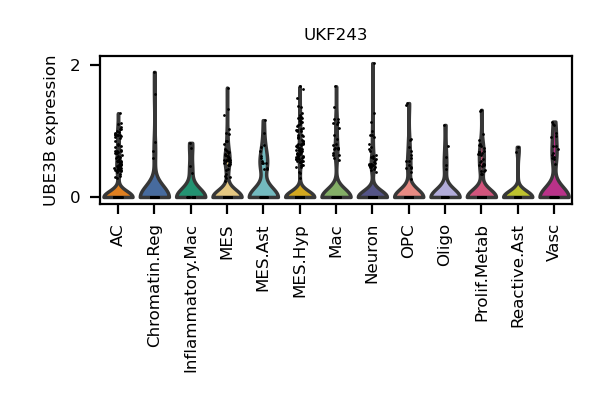 UKF243
UBE3B expression
2
0
AC
Chromatin.Reg
Inflammatory.Mac
MES
MES.Ast
MES.Hyp
Mac
Neuron
OPC
Oligo
Prolif.Metab
Reactive.Ast
Vasc